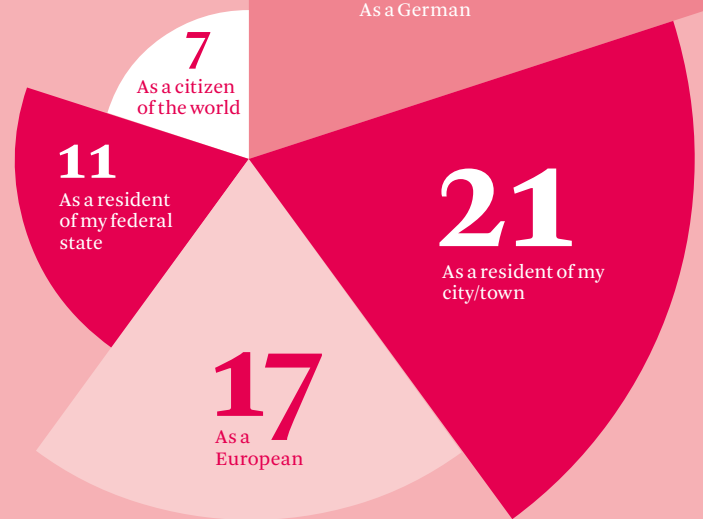 As a German
7
As a citizen
of the world
11
As a resident
of my federal
state
21
As a resident of my
city/town
17
As a
European